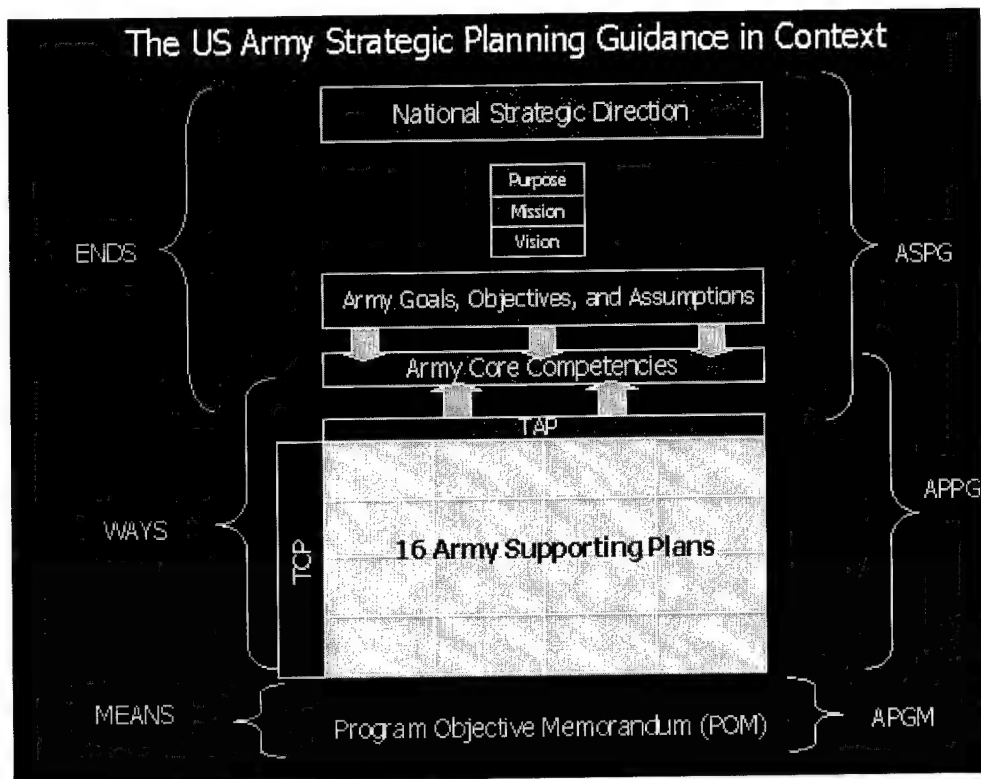 The US Army Strategic Planning Guidance in Context
National Strategic Direction
Purpose
Mission
Vision
ENDS
ASPG
Army Goals, Objectives, and Assumptions
Army Core Competencies
TAP
WAYS
TCP
16 Army Supporting Plans
APPG
MEANS
Program Objective Memorandum (POM)
APGM